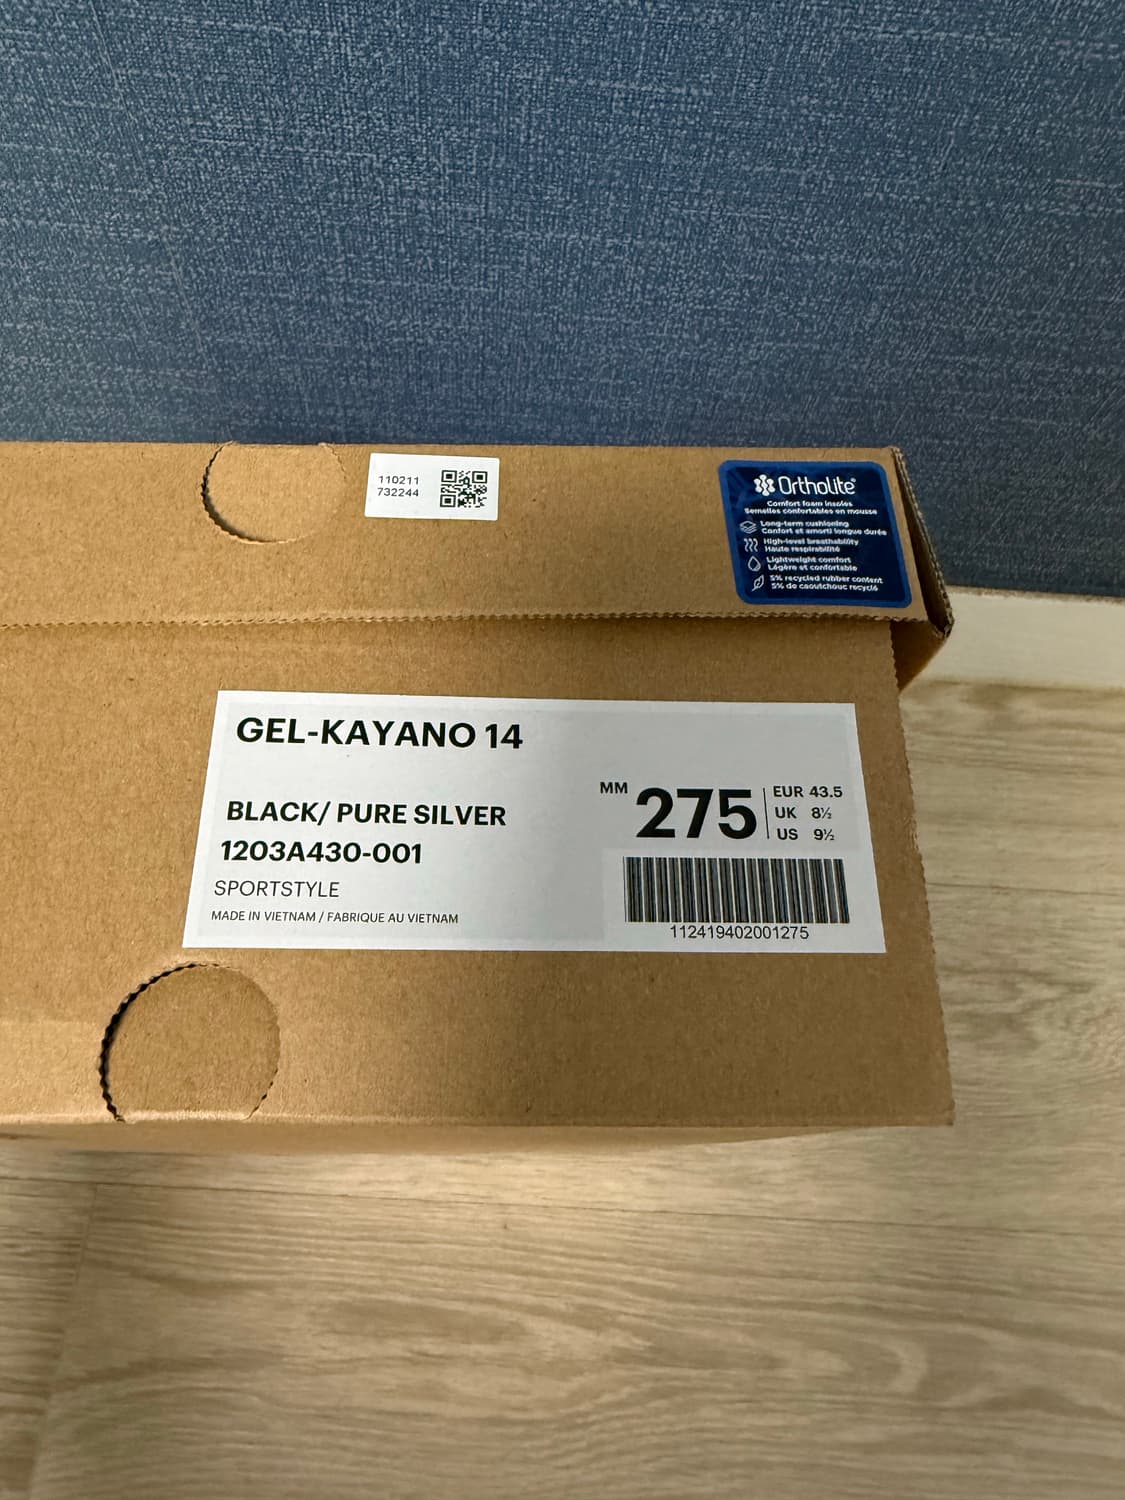 110211
732244
OrthoLite
Comfort foam insoles
Semelles confortables en mousse
Long-term cushioning
Confort et amorti longue durée
High-level breathability
Haute respirabilité
Lightweight comfort
Légère et confortable
5% recycled rubber content
5% de caoutchouc recyclé
GEL-KAYANO 14
BLACK/ PURE SILVER
1203A430-001
SPORTSTYLE
MADE IN VIETNAM / FABRIQUE AU VIETNAM
MM 275
EUR 43.5
UK 8½
US 9½
112419402001275